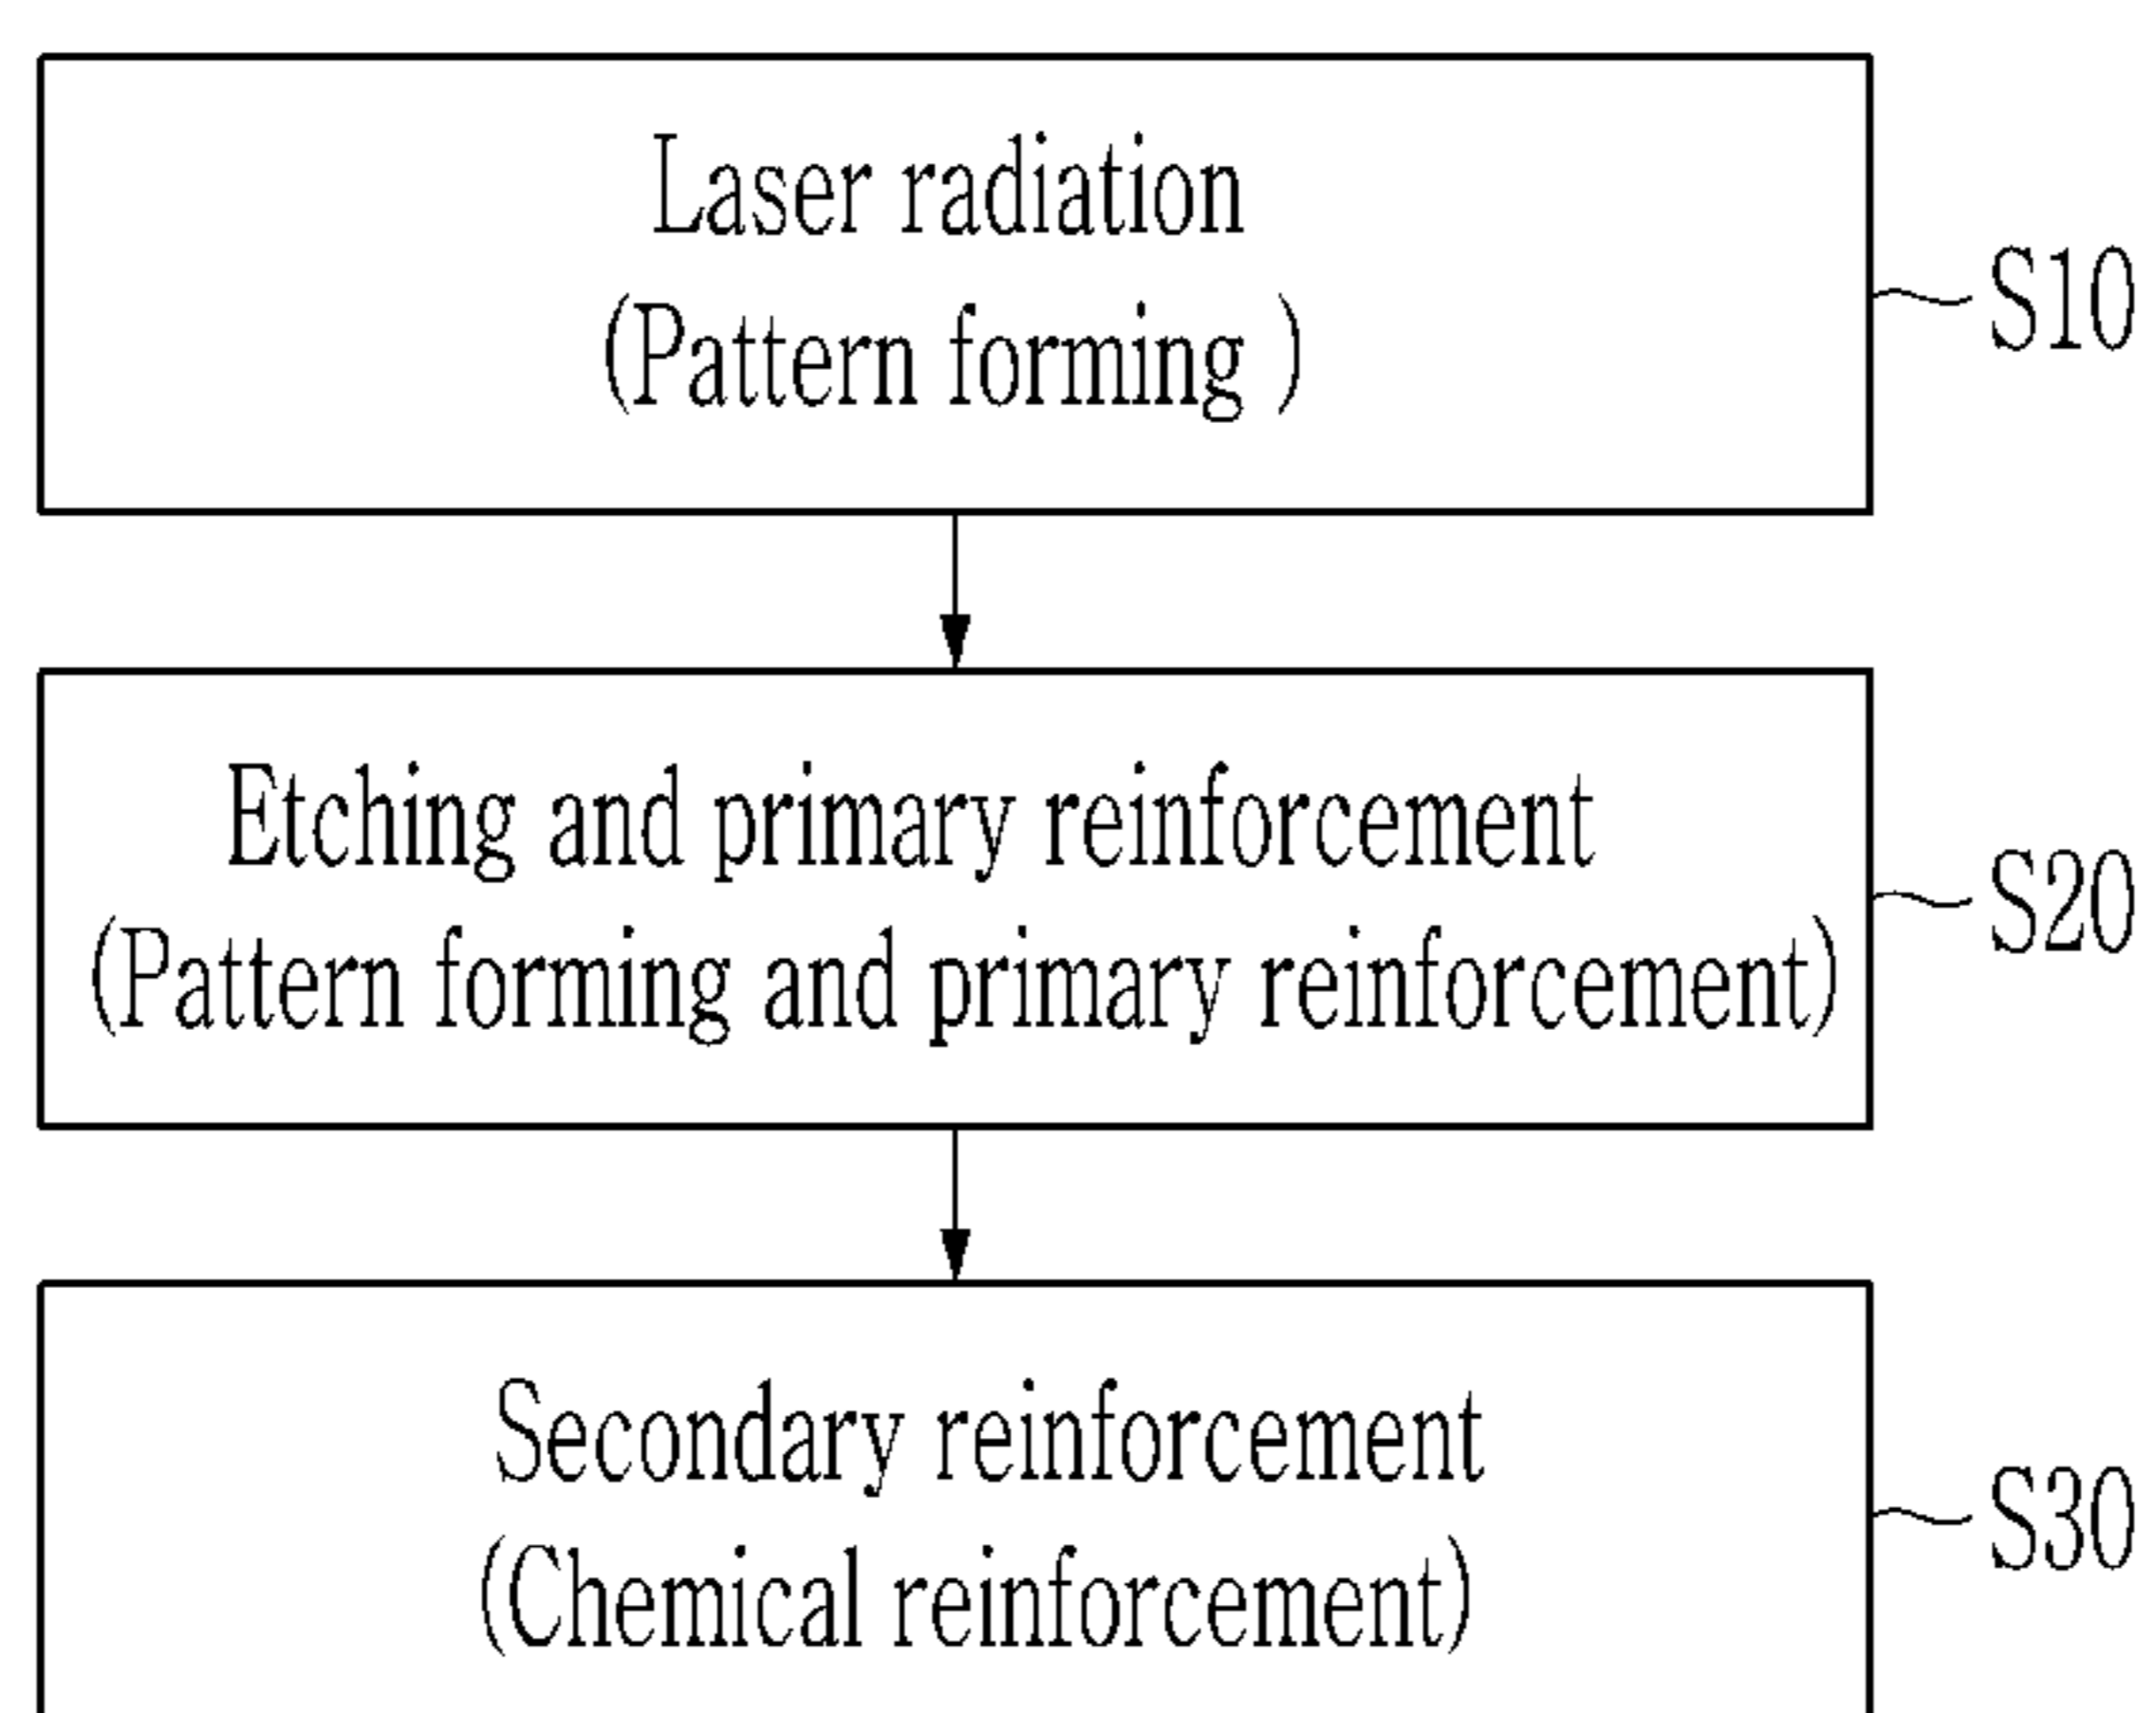 Laser radiation
(Pattern forming )
S10
Etching and primary reinforcement
(Pattern forming and primary reinforcement)
S20
Secondary reinforcement
(Chemical reinforcement)
S30